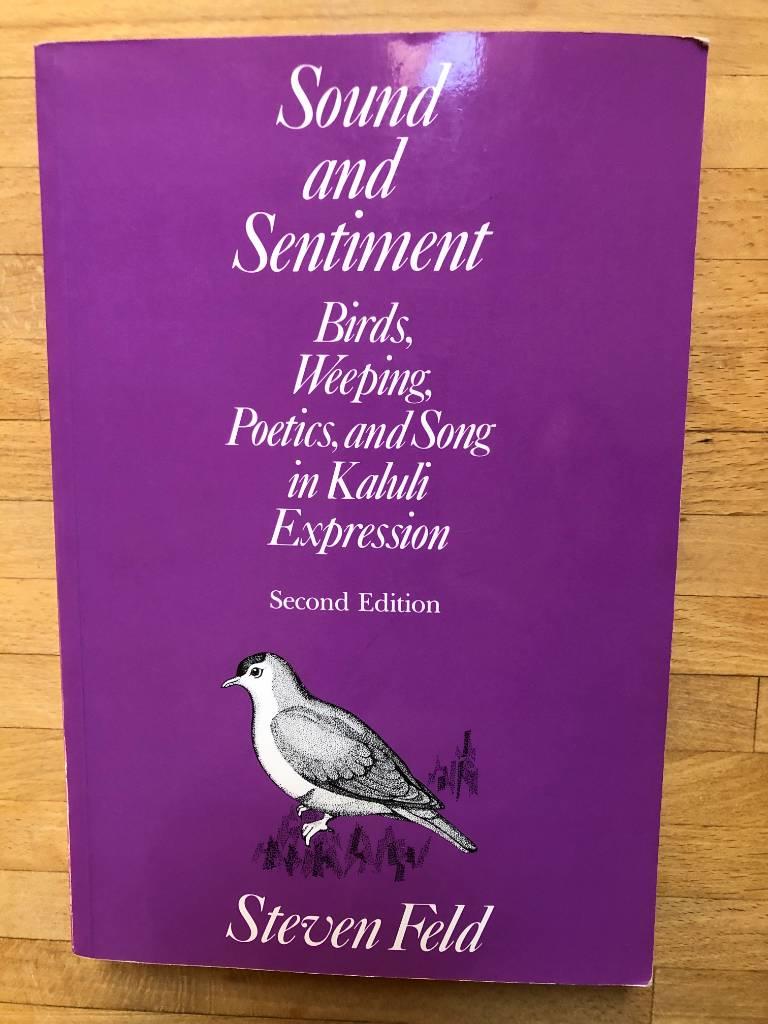 Sound
and
Sentiment
Birds,
Weeping,
Poetics, and Song
in Kaluli
Expression
Second Edition
Steven Feld